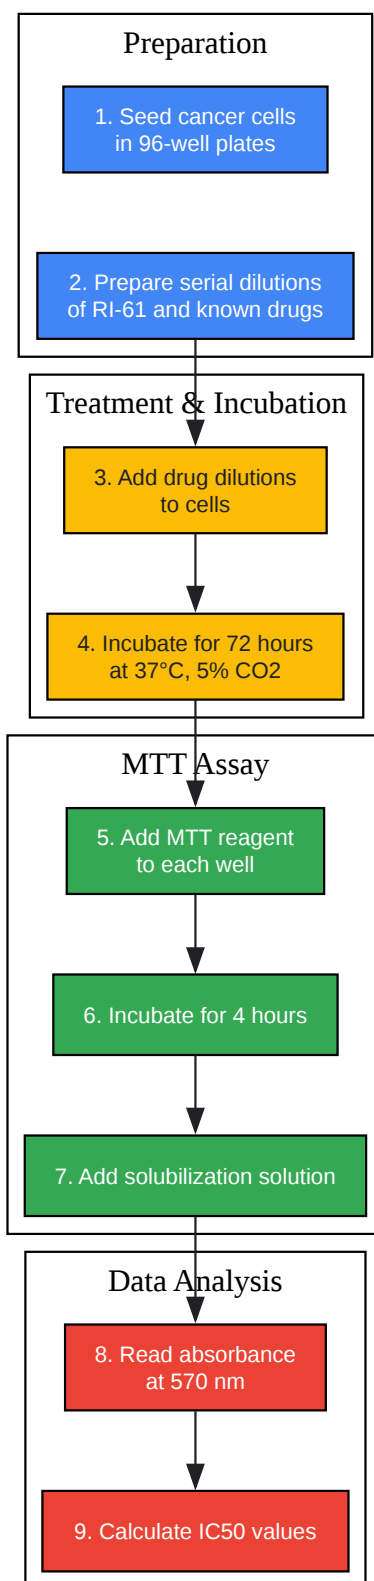 Preparation
1. Seed cancer cells
in 96-well plates
2. Prepare serial dilutions
of RI-61 and known drugs
Treatment & Incubation
3. Add drug dilutions
to cells
4. Incubate for 72 hours
at 37°C, 5% CO2
MTT Assay
5. Add MTT reagent
to each well
6. Incubate for 4 hours
7. Add solubilization solution
Data Analysis
8. Read absorbance
at 570 nm
9. Calculate IC50 values